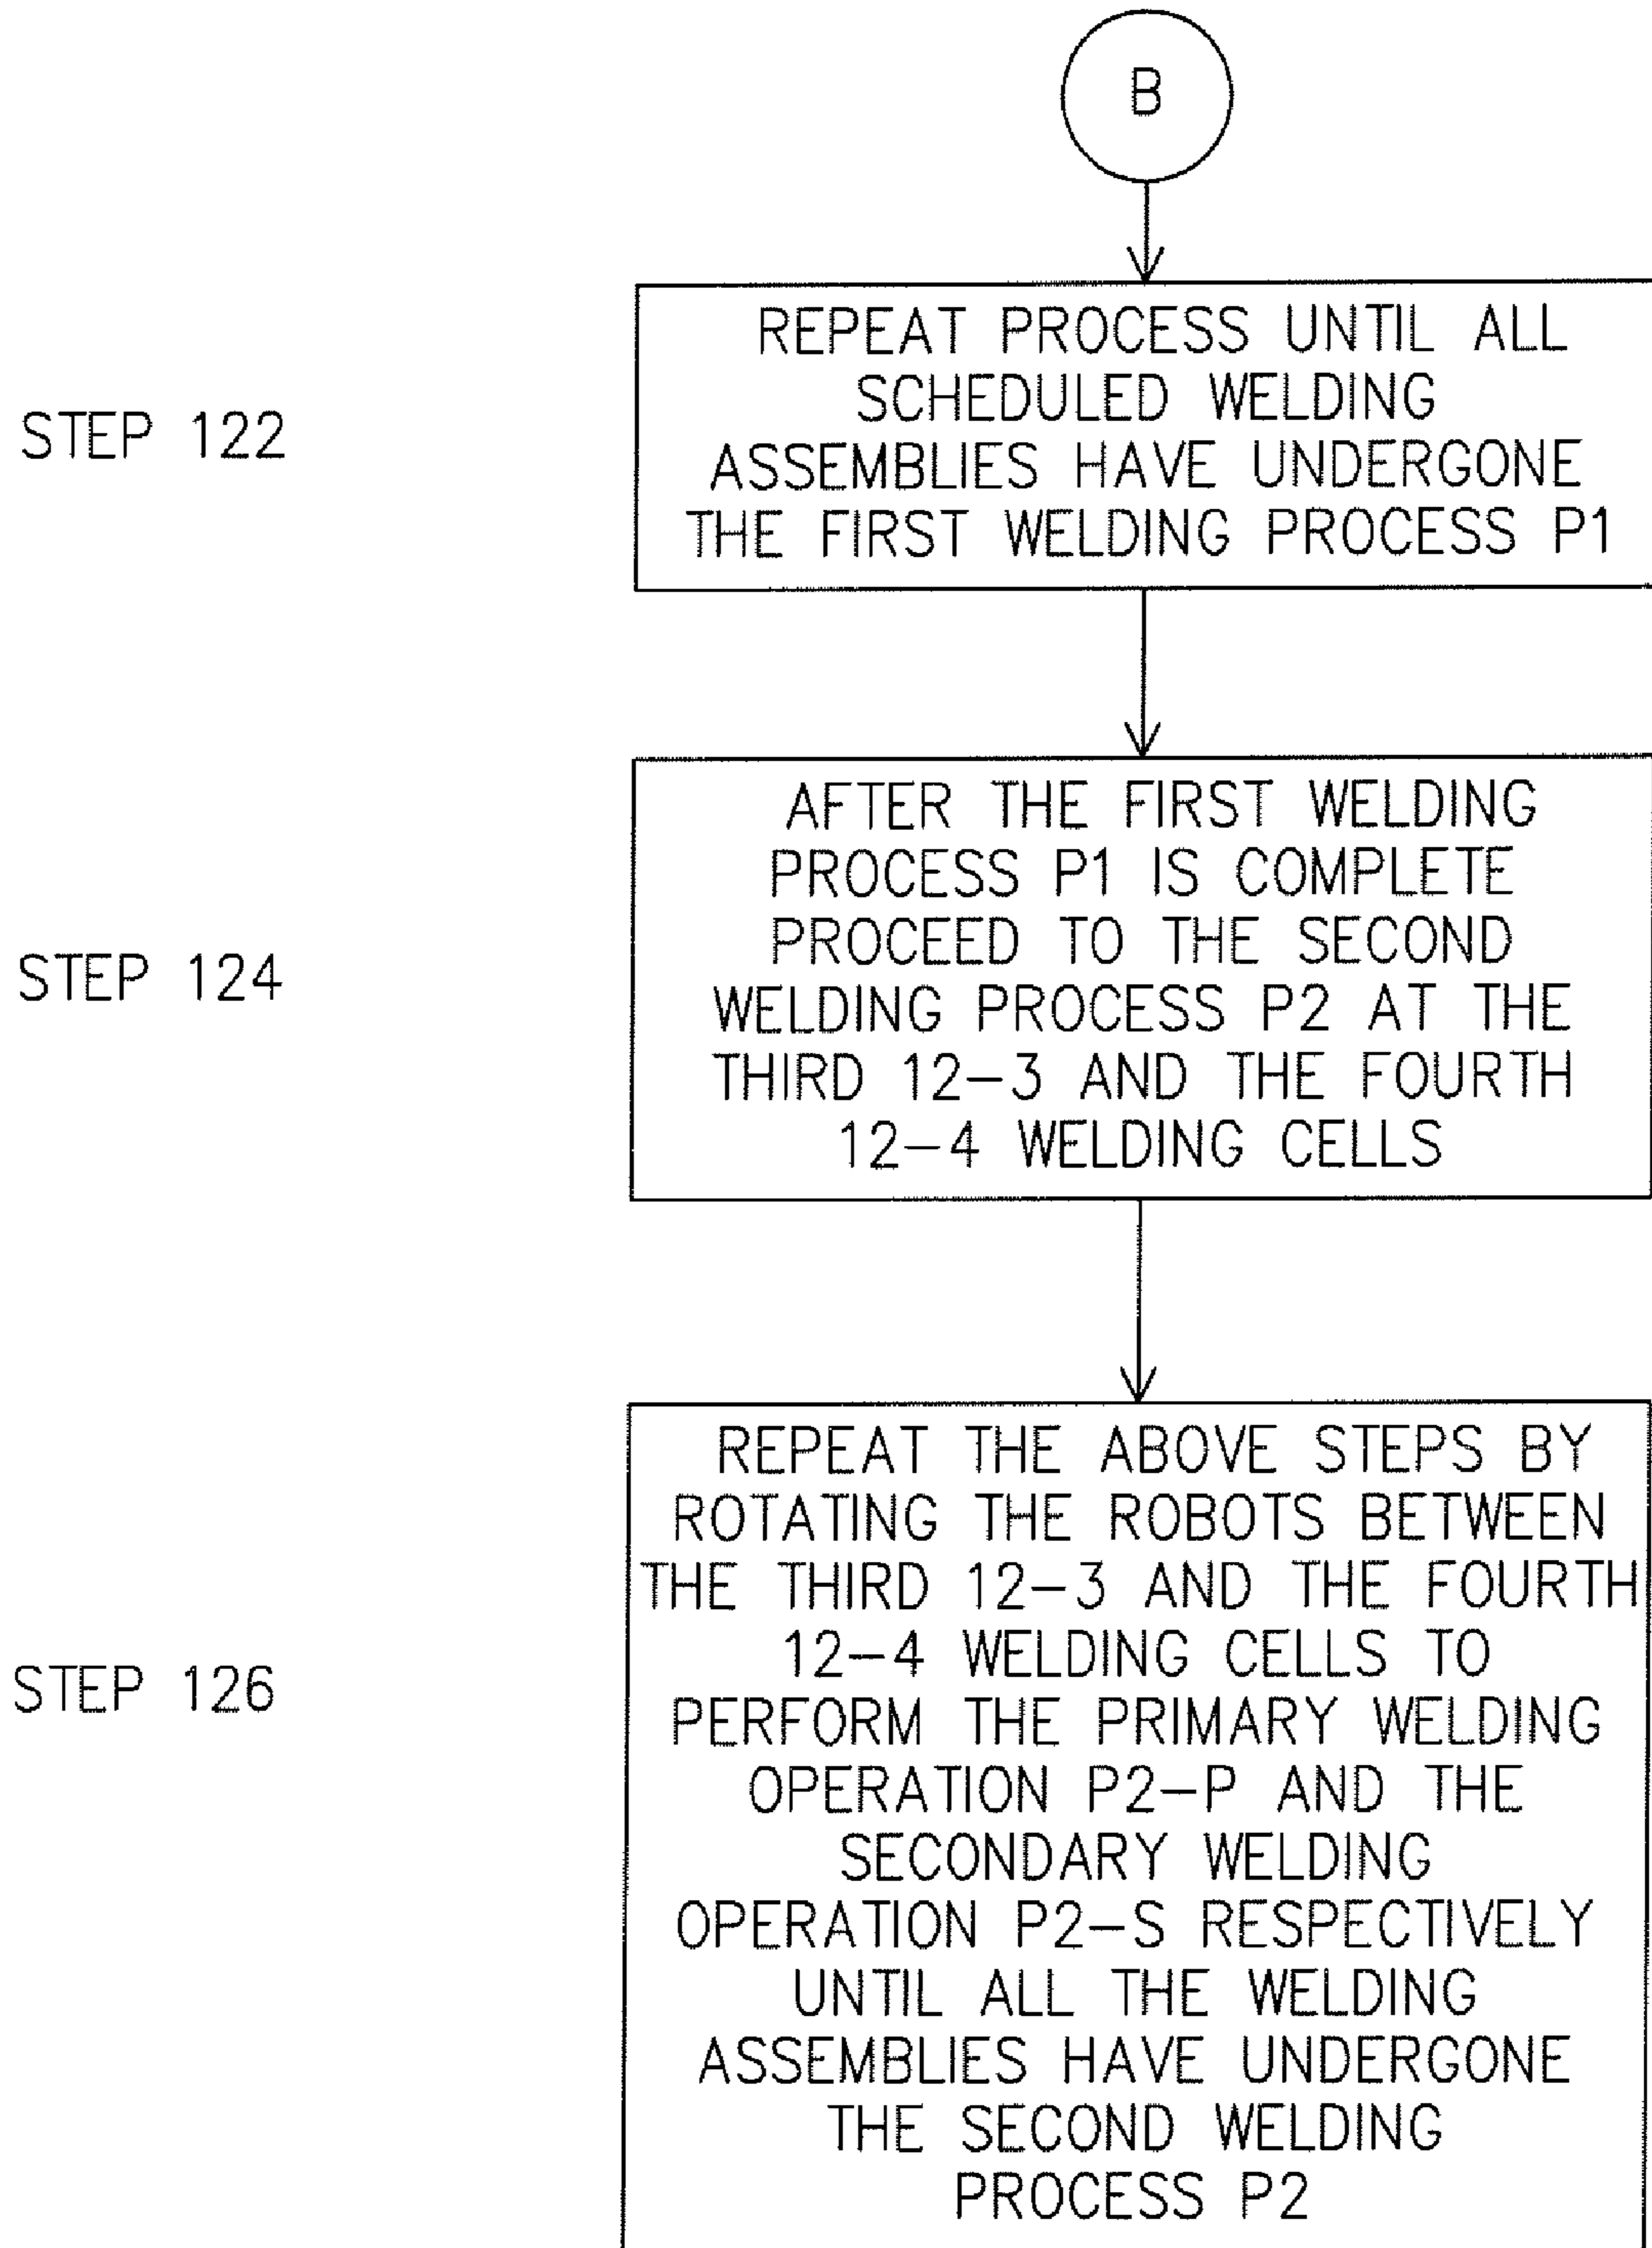 B
STEP 122
REPEAT PROCESS UNTIL ALL
SCHEDULED WELDING
ASSEMBLIES HAVE UNDERGONE
THE FIRST WELDING PROCESS P1
STEP 124
AFTER THE FIRST WELDING
PROCESS P1 IS COMPLETE
PROCEED TO THE SECOND
WELDING PROCESS P2 AT THE
THIRD 12-3 AND THE FOURTH
12-4 WELDING CELLS
STEP 126
REPEAT THE ABOVE STEPS BY
ROTATING THE ROBOTS BETWEEN
THE THIRD 12-3 AND THE FOURTH
12-4 WELDING CELLS TO
PERFORM THE PRIMARY WELDING
OPERATION P2-P AND THE
SECONDARY WELDING
OPERATION P2-S RESPECTIVELY
UNTIL ALL THE WELDING
ASSEMBLIES HAVE UNDERGONE
THE SECOND WELDING
PROCESS P2